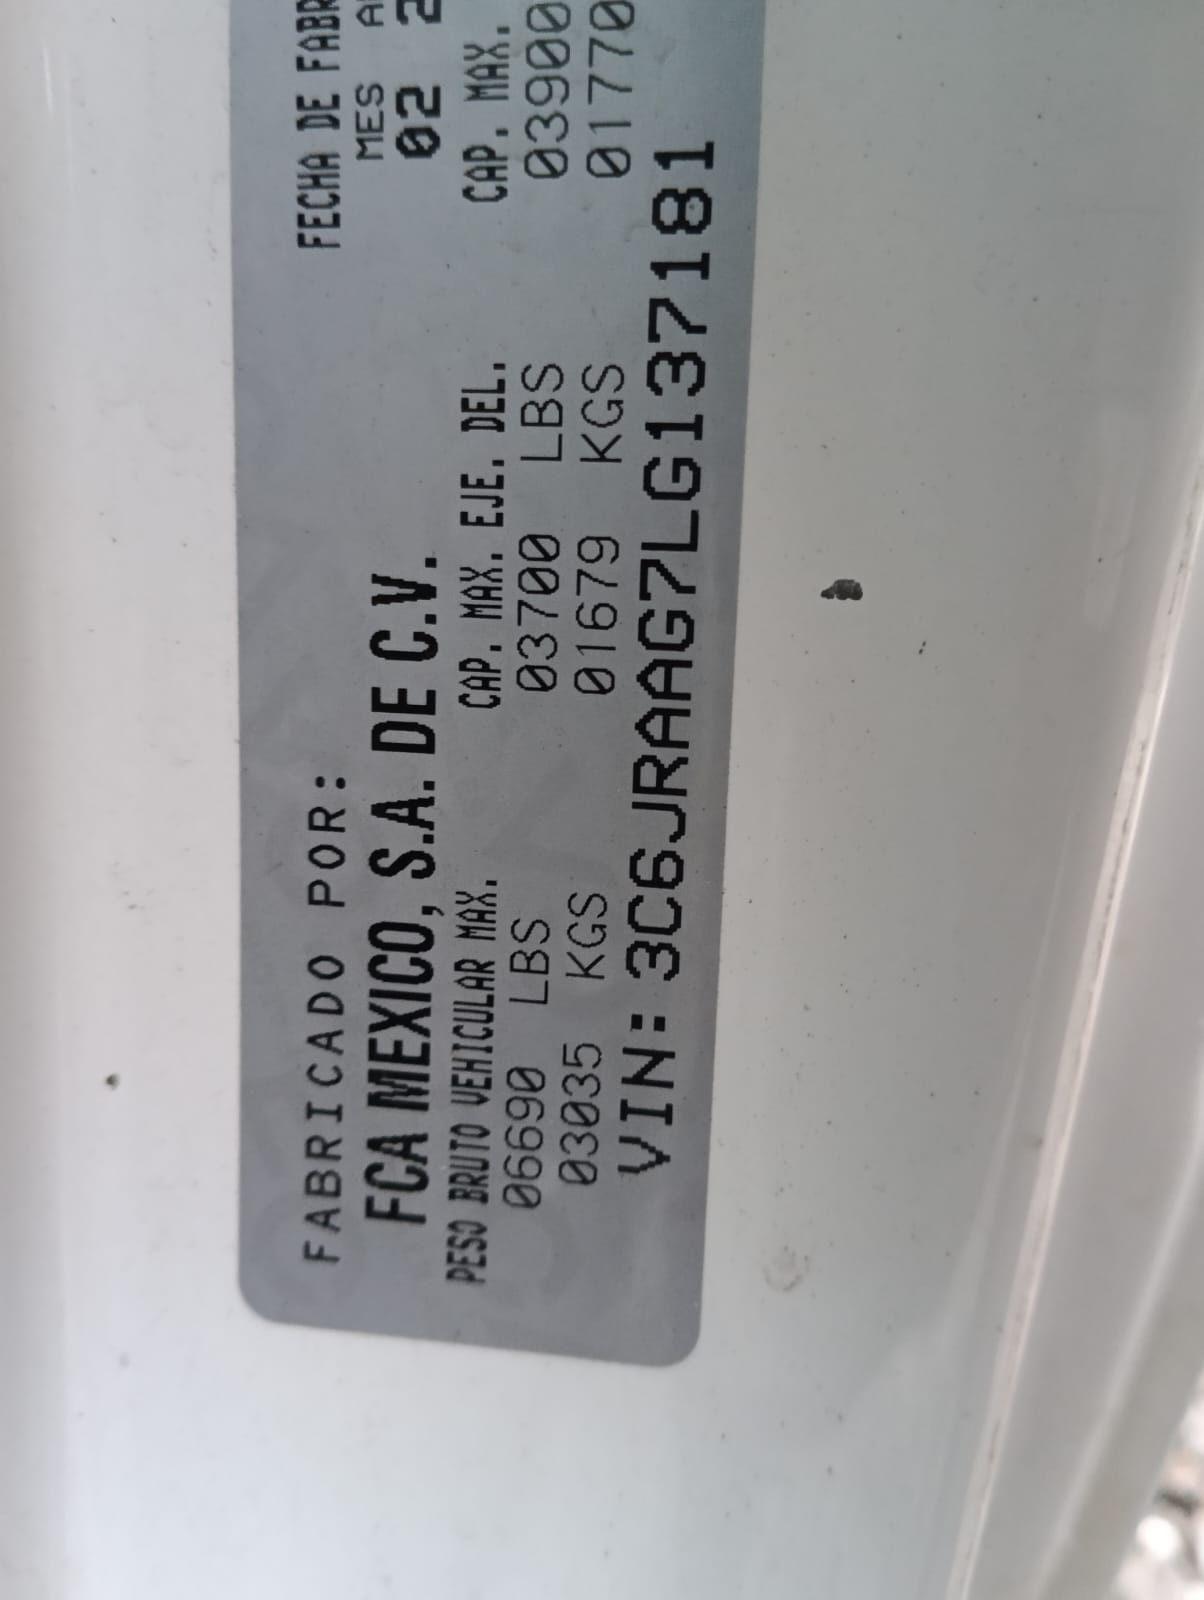 FABRICADO POR: FECHA DE FABR
FCA MEXICO, S.A. DE C.V. MES
02 2
PESO BRUTO VEHICULAR MAX. CAP. MAX. EJE. DEL. CAP. MAX.
06690 LBS 03700 LBS 03900
03035 KGS 01679 KGS 01770
VIN: 3C6JRAAG7LG137181